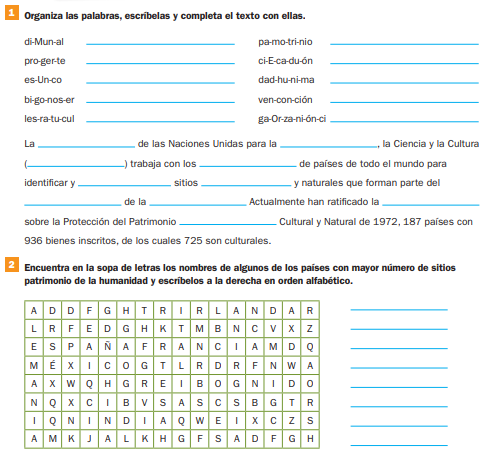 1 Organiza las palabras, escríbelas y completa el texto con ellas.
di-Mun-al pa-mo-tri-nio
pro-ger-te ci-E-ca-du-ón
es-Un-co dad-hu-ni-ma
bi-go-nos-er ven-con-ción
les-ra-tu-cul ga-Or-za-ni-ón-ci
La de las Naciones Unidas para la , la Ciencia y la Cultura
( ) trabaja con los de países de todo el mundo para
identificar y sitios y naturales que forman parte del
de la Actualmente han ratificado la
sobre la Protección del Patrimonio Cultural y Natural de 1972, 187 países con
936 bienes inscritos, de los cuales 725 son culturales.
2 Encuentra en la sopa de letras los nombres de algunos de los países con mayor número de sitios
patrimonio de la humanidad y escríbelos a la derecha en orden alfabético.
A D D F G H T R I R L A N D A R
L R F E D G H K T M B N C V X Z
E S P A Ñ A F R A N C I A M D Q
M É X I C O G T L R D R F N W A
A X W Q H G R E I B O G N I D O
N Q X C I B V S A S C S B G T R
I Q N I N D I A Q W E I X C Z S
A M K J A L K H G F S A D F G H